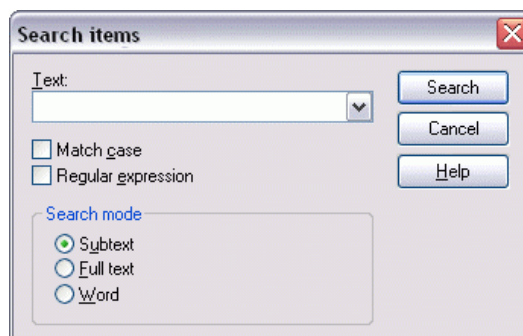 Search items
Text:
Search
Cancel
Match case
Regular expression
Help
Search mode
Subtext
Full text
Word